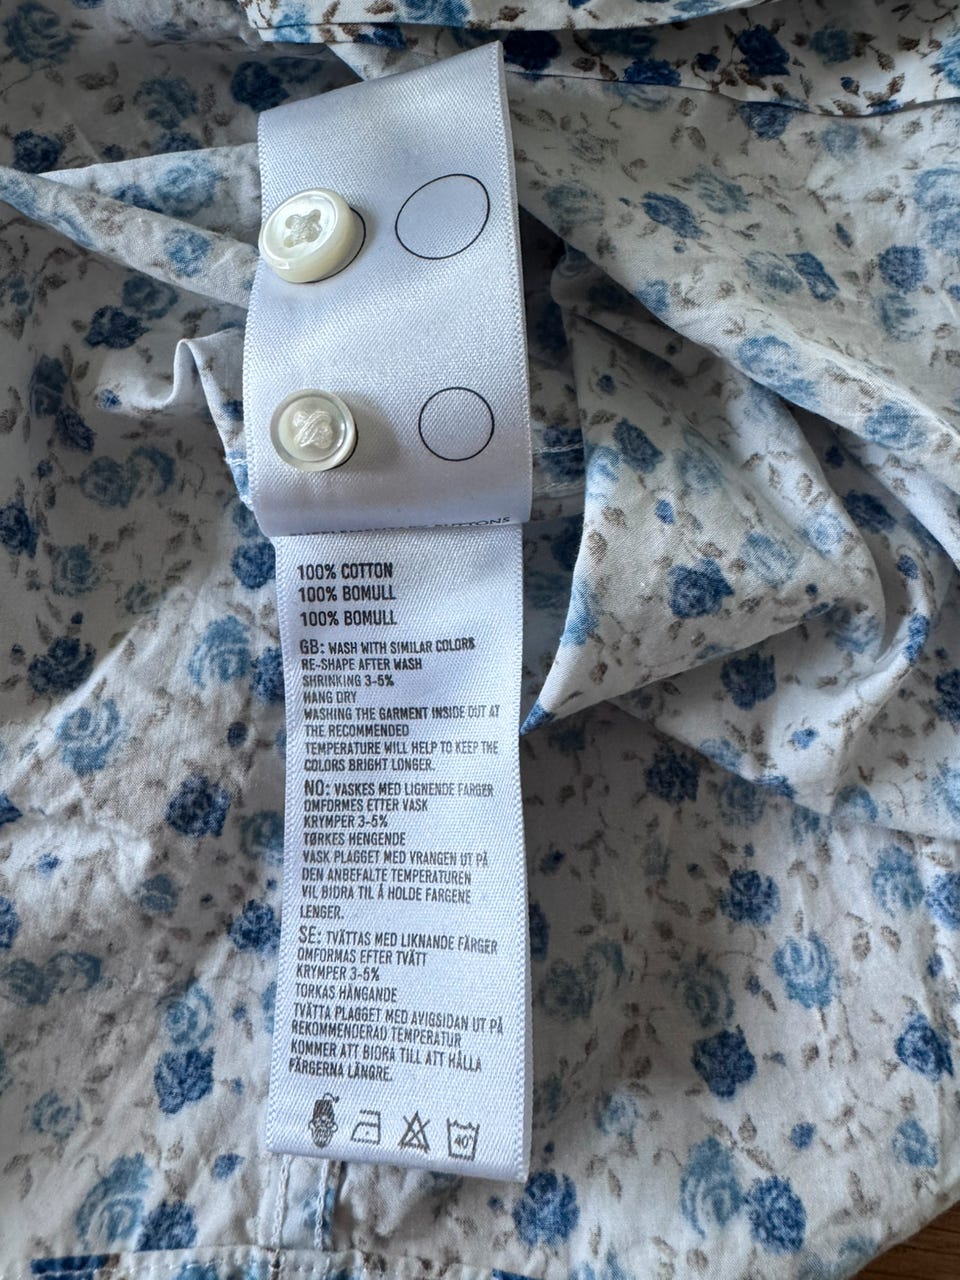 BUTTONS
100% COTTON
100% BOMULL
100% BOMULL
GB: WASH WITH SIMILAR COLORS
RE-SHAPE AFTER WASH
SHRINKING 3-5%
HANG DRY
WASHING THE GARMENT INSIDE OUT AT
THE RECOMMENDED
TEMPERATURE WILL HELP TO KEEP THE
COLORS BRIGHT LONGER.
NO: VASKES MED LIGNENDE FARGER
OMFORMES ETTER VASK
KRYMPER 3-5%
TØRKES HENGENDE
VASK PLAGGET MED VRANGEN UT PÅ
DEN ANBEFALTE TEMPERATUREN
VIL BIDRA TIL Å HOLDE FARGENE
LENGER.
SE: TVÄTTAS MED LIKNANDE FÄRGER
OMFORMAS EFTER TVÄTT
KRYMPER 3-5%
TORKAS HÄNGANDE
TVÄTTA PLAGGET MED AVIGSIDAN UT PÅ
REKOMMENDERAD TEMPERATUR
KOMMER ATT BIDRA TILL ATT HÅLLA
FÄRGERNA LÄNGRE.
40°